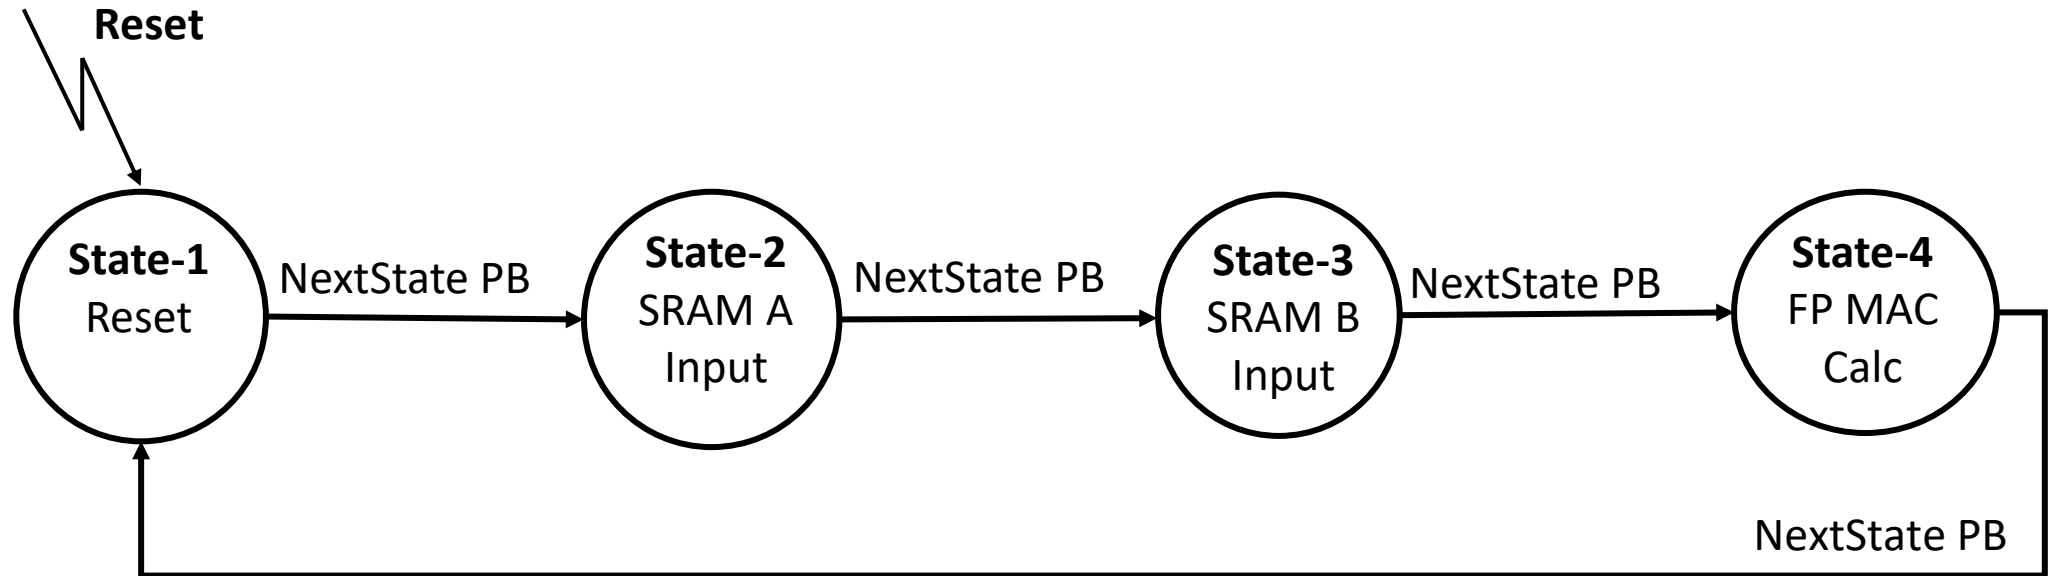 Reset
State-1
Reset
NextState PB
State-2
SRAM A
Input
NextState PB
State-3
SRAM B
Input
NextState PB
State-4
FP MAC
Calc
NextState PB